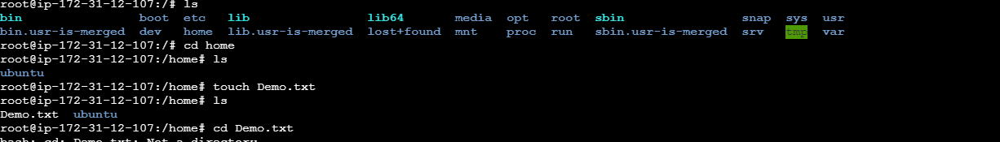 root@ip-172-31-12-107:/# ls
bin boot etc lib lib64 media opt root sbin snap sys usr
bin.usr-is-merged dev home lib.usr-is-merged lost+found mnt proc run sbin.usr-is-merged srv tmp var
root@ip-172-31-12-107:/# cd home
root@ip-172-31-12-107:/home# ls
ubuntu
root@ip-172-31-12-107:/home# touch Demo.txt
root@ip-172-31-12-107:/home# ls
Demo.txt ubuntu
root@ip-172-31-12-107:/home# cd Demo.txt
bash: cd: Demo.txt: Not a directory